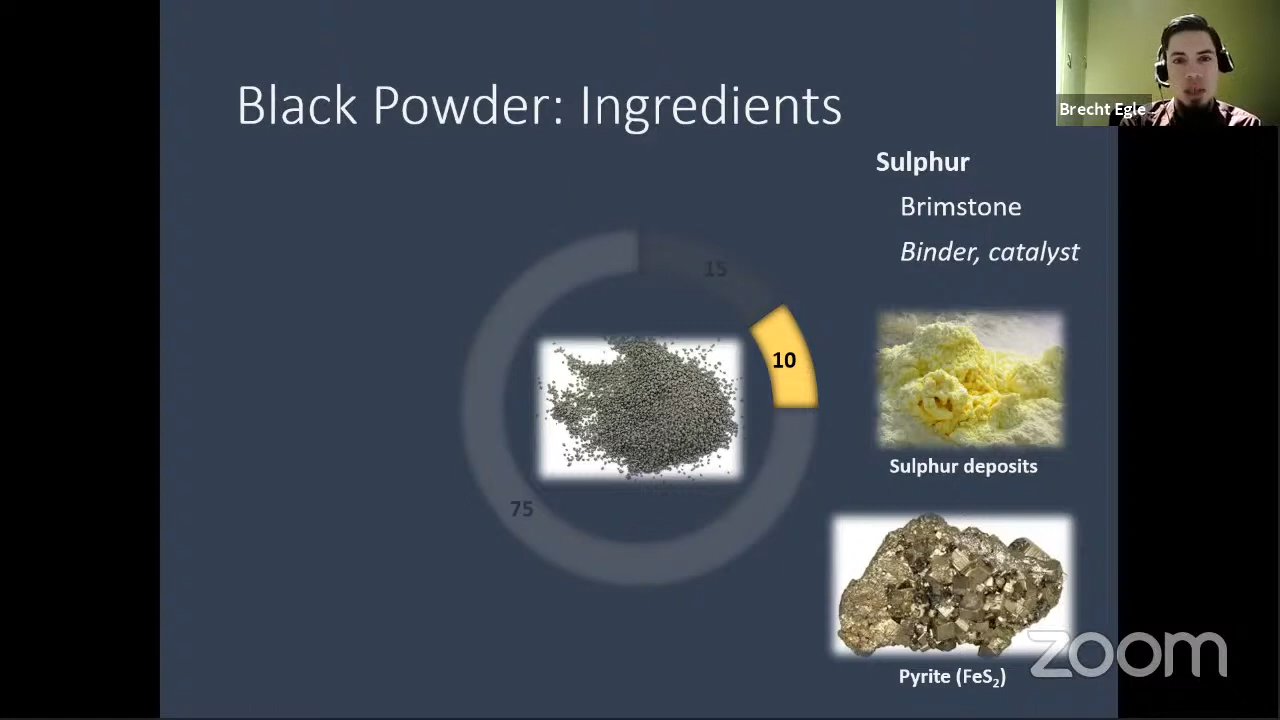 Black Powder: Ingredients
Brecht Egle
Sulphur
Brimstone
Binder, catalyst
15
10
75
Sulphur deposits
Pyrite (FeS₂)
zoom